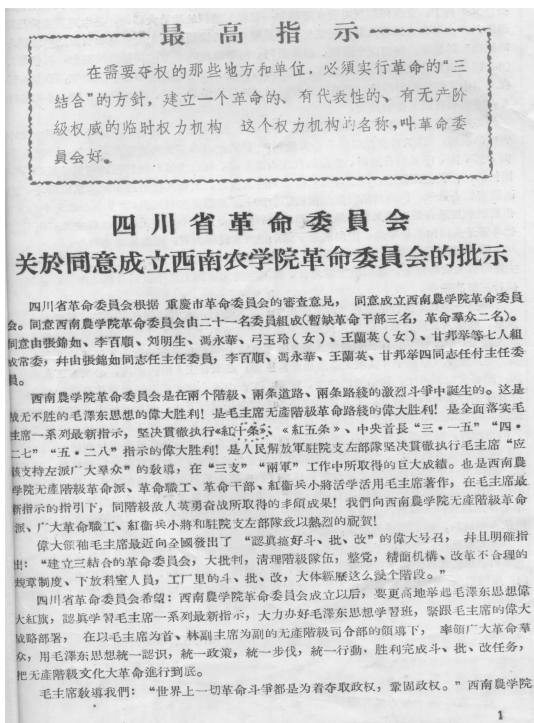 最高指示
在需要夺权的那些地方和单位，必須实行革命的“三
結合”的方針，建立一个革命的、有代表性的、有无产阶
級权威的临时权力机构 这个权力机构的名称，叫革命委
員会好。
四川省革命委員会
关於同意成立西南农学院革命委員会的批示
四川省革命委員会根据 重慶市革命委員会的審查意見， 同意成立西南農学院革命委員
会。同意西南農学院革命委員会由二十一名委員組成(暫缺革命干部三名，革命羣众二名)。
同意由張錦如、李百順、刘明生、馮永華、弓玉玲(女)、王蘭英(女)、甘邦举等七人組
成常委，幷由張錦如同志任主任委員，李百順、馮永華、王蘭英、甘邦举四同志任付主任委
員。
西南農学院革命委員会是在兩个階級、兩条道路、兩条路綫的激烈斗爭中誕生的。这是
战无不胜的毛澤东思想的偉大胜利！是毛主席无產階級革命路綫的偉大胜利！是全面落实毛
主席一系列最新指示，坚决貫徹执行《紅十条》、《紅五条》、中央首長“三·一五”“四·
二七”“五·二八”指示的偉大胜利！是人民解放軍駐院支左部隊坚决貫徹执行毛主席“应
該支持左派广大羣众”的教導，在“三支”“兩軍”工作中所取得的巨大成績。也是西南農
学院无產階級革命派、革命職工、革命干部、紅衞兵小將活学活用毛主席著作，在毛主席最
新指示的指引下，同階級敌人英勇奋战所取得的丰碩成果！我們向西南農学院无產階級革命
派、广大革命職工、紅衞兵小將和駐院支左部隊致以熱烈的祝賀！
偉大領袖毛主席最近向全國發出了“認真搞好斗、批、改”的偉大号召， 幷且明確指
出：“建立三結合的革命委員会，大批判，清理階級隊伍，整党，精簡机構、改革不合理的
規章制度、下放科室人員，工厂里的斗、批、改，大体經歷这么幾个階段。”
四川省革命委員会希望：西南農学院革命委員会成立以后，要更高地举起毛澤东思想偉
大紅旗，認眞学習毛主席一系列最新指示，大力办好毛澤东思想学習班，緊跟毛主席的偉大
战略部署， 在以毛主席为首、林副主席为副的无產階級司令部的領導下， 率領广大革命羣
众，用毛澤东思想統一認識，統一政策，統一步伐，統一行動，胜利完成斗、批、改任务，
把无產階級文化大革命進行到底。
毛主席敎導我們：“世界上一切革命斗爭都是为着夺取政权，鞏固政权。”西南農学院
1